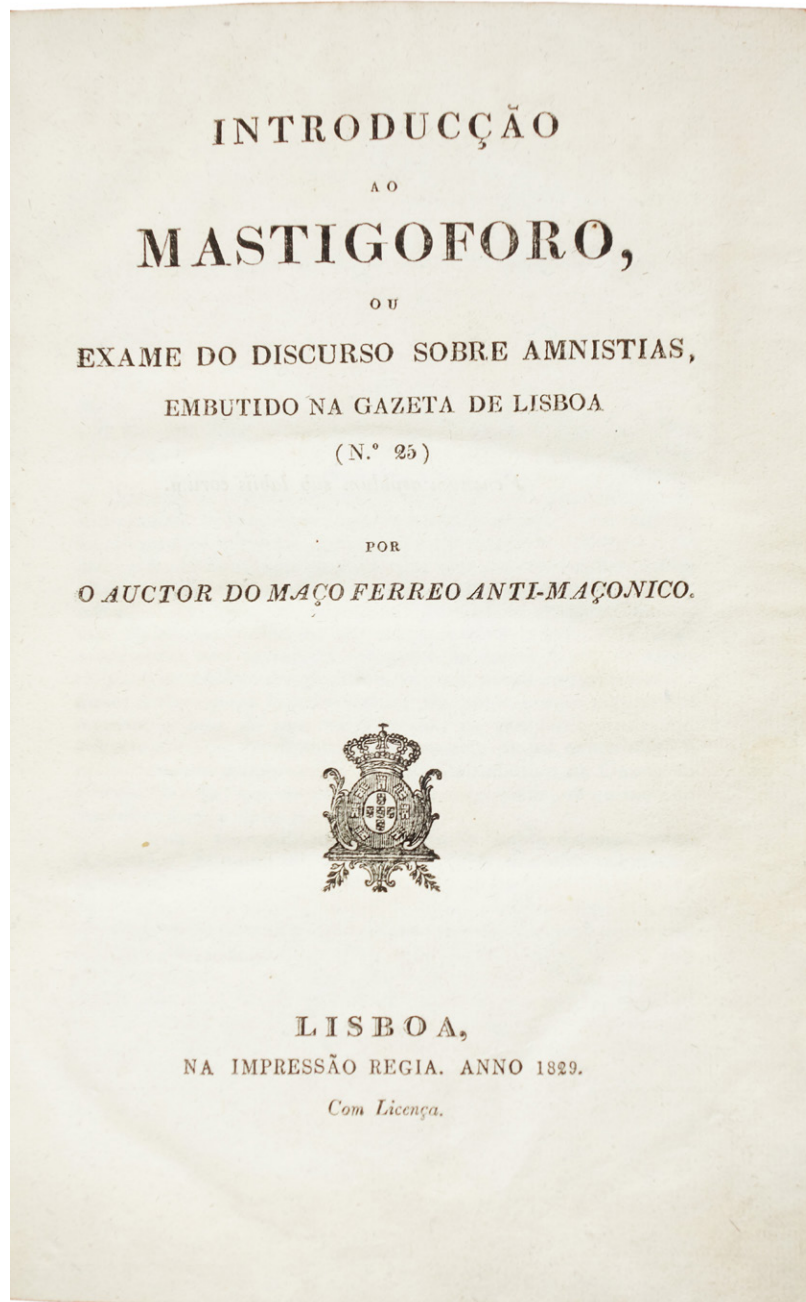 INTRODUCÇÃO
AO
MASTIGOFORO,
OU
EXAME DO DISCURSO SOBRE AMNISTIAS,
EMBUTIDO NA GAZETA DE LISBOA
(N.º 25)
POR
O AUCTOR DO MAÇO FERREO ANTI-MAÇONICO.
LISBOA,
NA IMPRESSÃO REGIA. ANNO 1829.
Com Licença.